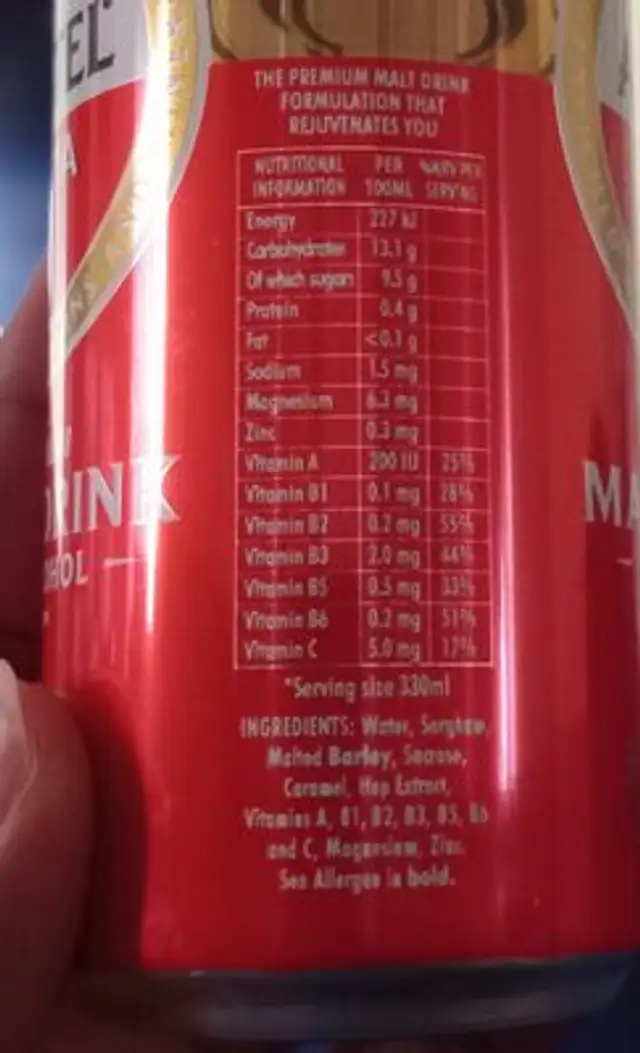 EL
THE PREMIUM MALT DRINK
FORMULATION THAT
REJUVENATES YOU
NUTRITIONAL INFORMATION PER 100ML %NRV PER SERVING
Energy 227 kJ
Carbohydrates 13.1 g
Of which sugars 9.5 g
Protein 0.4 g
Fat <0.1 g
Sodium 1.5 mg
Magnesium 6.3 mg
Zinc 0.3 mg
Vitamin A 200 IU 25%
Vitamin B1 0.1 mg 28%
Vitamin B2 0.2 mg 55%
Vitamin B3 2.0 mg 44%
Vitamin B5 0.5 mg 33%
Vitamin B6 0.2 mg 51%
Vitamin C 5.0 mg 17%
*Serving size 330ml
INGREDIENTS: Water, Sorghum,
Malted Barley, Sucrose,
Caramel, Hop Extract,
Vitamins A, B1, B2, B3, B5, B6
and C, Magnesium, Zinc.
See Allergen in bold.
RINK
HOL
MA